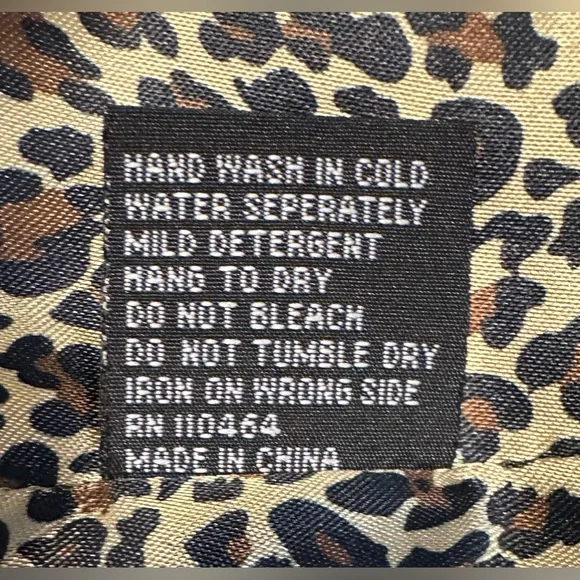 HAND WASH IN COLD
WATER SEPERATELY
MILD DETERGENT
HANG TO DRY
DO NOT BLEACH
DO NOT TUMBLE DRY
IRON ON WRONG SIDE
RN 110464
MADE IN CHINA